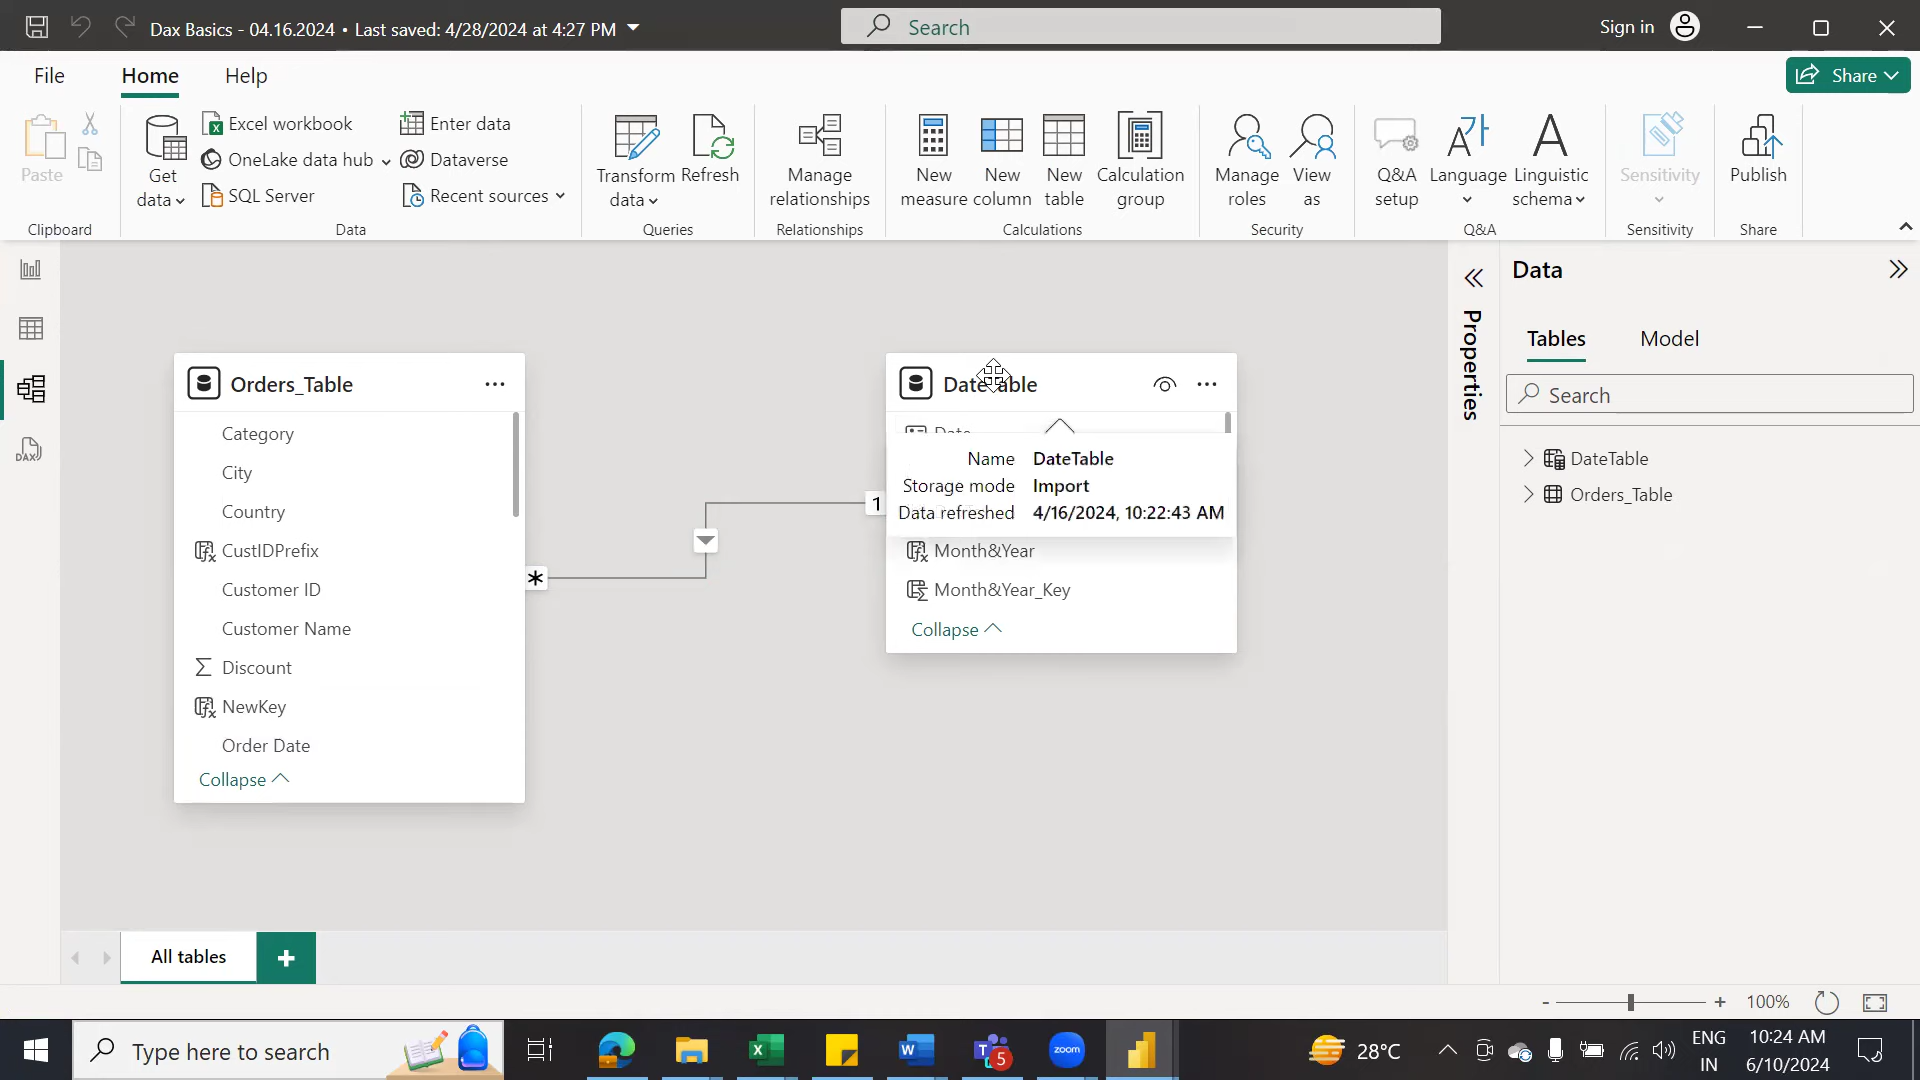 Dax Basics - 04.16.2024 • Last saved: 4/28/2024 at 4:27 PM
Search
Sign in
File
Home
Help
Share
Paste
Clipboard
Get data
Excel workbook
OneLake data hub
SQL Server
Enter data
Dataverse
Recent sources
Data
Transform data
Refresh
Queries
Manage relationships
Relationships
New measure
New column
New table
Calculation group
Calculations
Manage roles
View as
Security
Q&A setup
Language
Linguistic schema
Q&A
Sensitivity
Sensitivity
Publish
Share
DAX
Orders_Table
Category
City
Country
CustIDPrefix
Customer ID
Customer Name
Discount
NewKey
Order Date
Collapse
*
1
DateTable
Date
Name DateTable
Storage mode Import
Data refreshed 4/16/2024, 10:22:43 AM
Month&Year
Month&Year_Key
Collapse
Properties
Data
Tables
Model
Search
DateTable
Orders_Table
All tables
+
- + 100%
Type here to search
5
zoom
28°C
ENG
IN
10:24 AM
6/10/2024